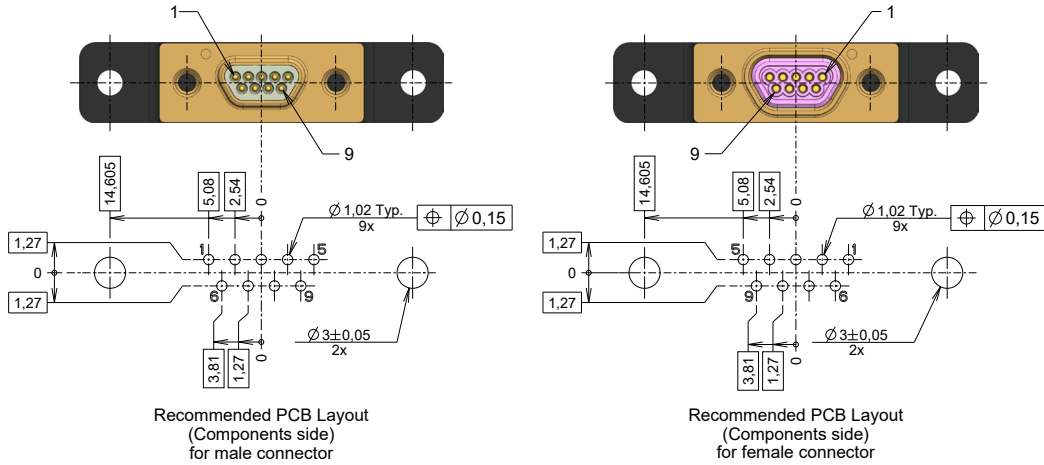 1
9
14,605
5,08
2,54
0
Ø 1,02 Typ.
9x
⌖ Ø 0,15
1,27
0
1,27
1
5
6
9
Ø 3±0,05
2x
3,81
1,27
0
Recommended PCB Layout
(Components side)
for male connector
1
9
14,605
5,08
2,54
0
Ø 1,02 Typ.
9x
⌖ Ø 0,15
1,27
0
1,27
5
1
9
6
Ø 3±0,05
2x
3,81
1,27
0
Recommended PCB Layout
(Components side)
for female connector